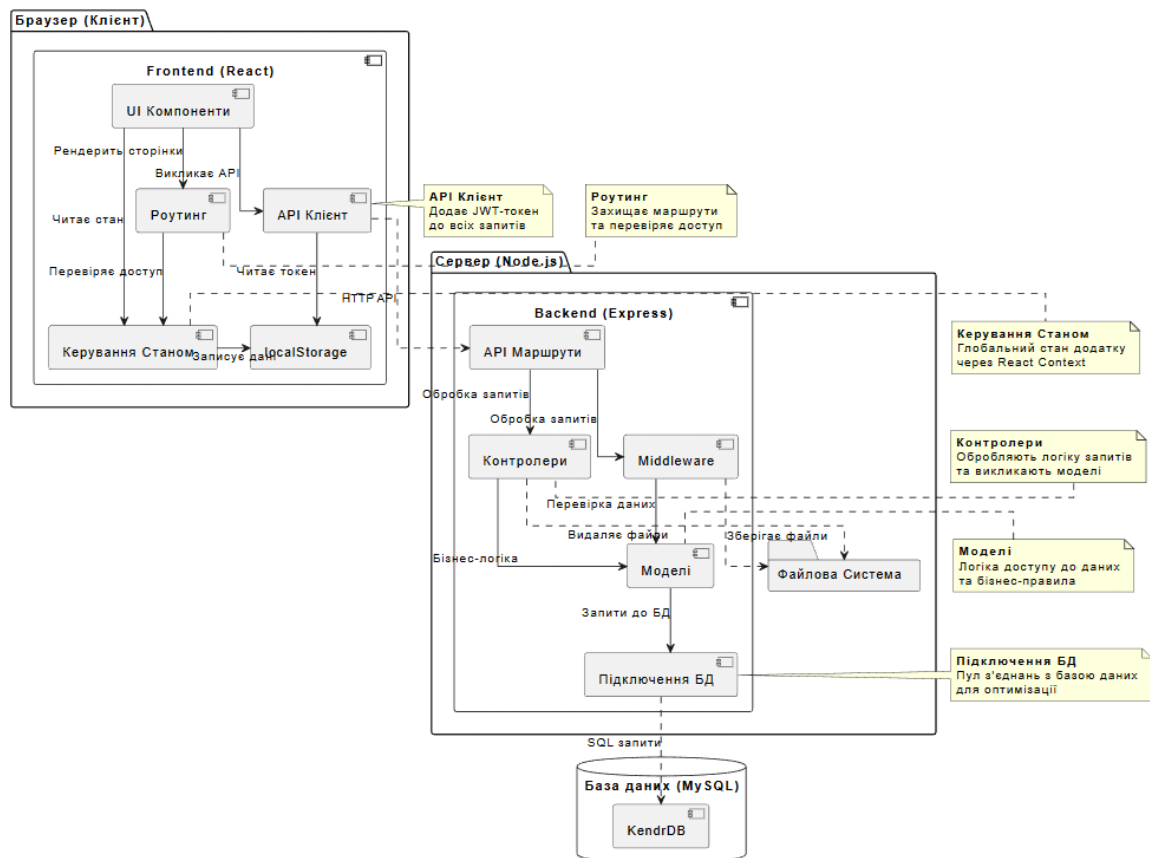 Браузер (Клієнт)
Frontend (React)
UI Компоненти
Рендерить сторінки
Викликає API
Роутинг
API Клієнт
Читає стан
Перевіряє доступ
Читає токен
HTTP API
Керування Станом
Записує дані
localStorage
API Клієнт
Додає JWT-токен
до всіх запитів
Роутинг
Захищає маршрути
та перевіряє доступ
Сервер (Node.js)
Backend (Express)
API Маршрути
Обробка запитів
Обробка запитів
Контролери
Middleware
Перевірка даних
Видаляє файли
Зберігає файли
Бізнес-логіка
Моделі
Файлова Система
Запити до БД
Підключення БД
Керування Станом
Глобальний стан додатку
через React Context
Контролери
Обробляють логіку запитів
та викликають моделі
Моделі
Логіка доступу до даних
та бізнес-правила
Підключення БД
Пул з'єднань з базою даних
для оптимізації
SQL запити
База даних (MySQL)
KendrDB